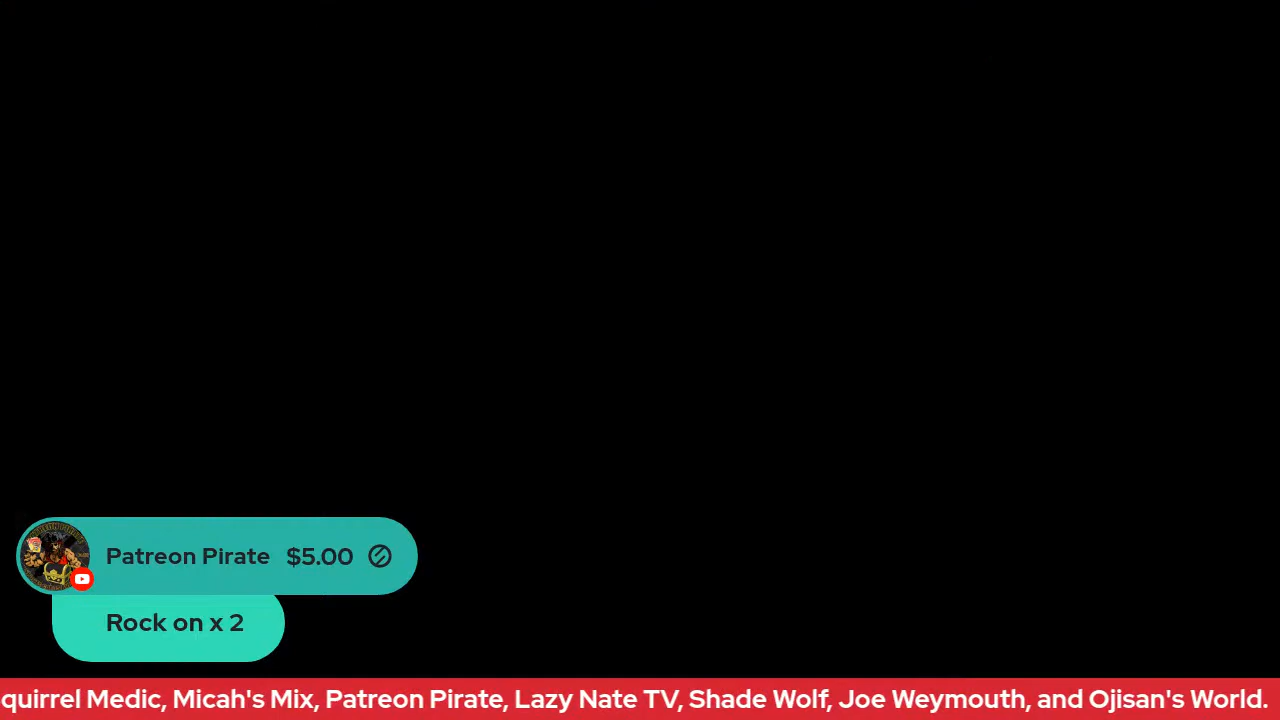 Patreon Pirate $5.00
Rock on x 2
quirrel Medic, Micah's Mix, Patreon Pirate, Lazy Nate TV, Shade Wolf, Joe Weymouth, and Ojisan's World.